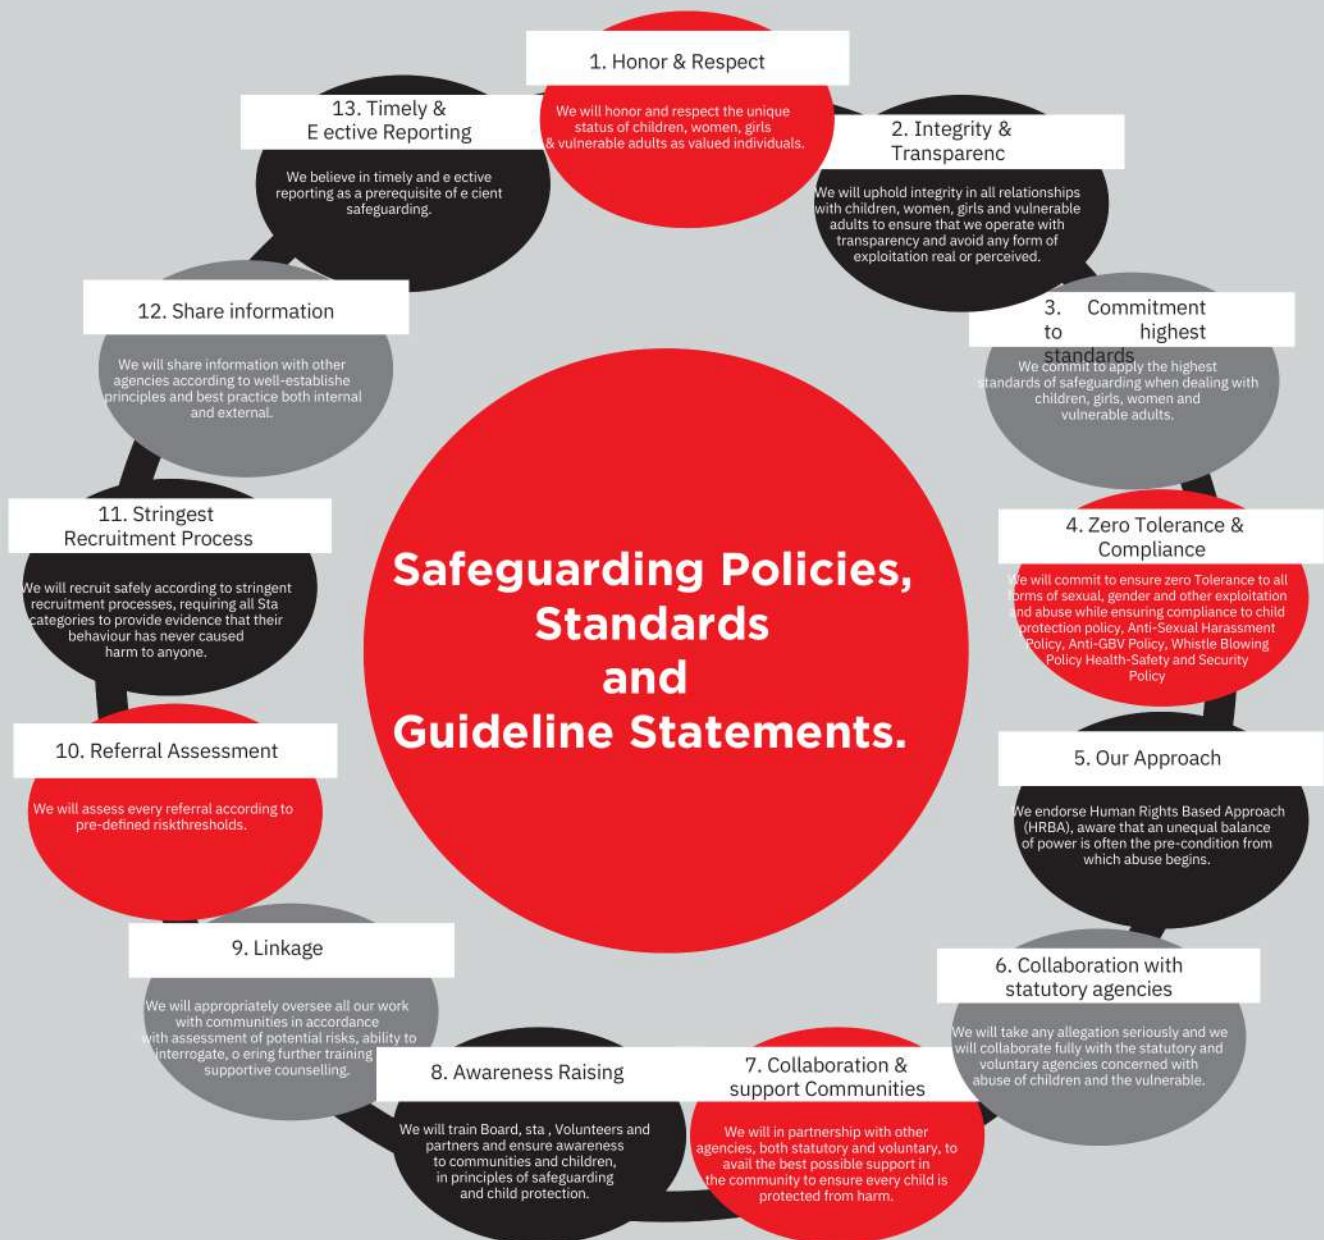 1. Honor & Respect
We will honor and respect the unique
status of children, women, girls
& vulnerable adults as valued individuals.
2. Integrity &
Transparenc
We will uphold integrity in all relationships
with children, women, girls and vulnerable
adults to ensure that we operate with
transparency and avoid any form of
exploitation real or perceived.
3. Commitment
to highest
standards
We commit to apply the highest
standards of safeguarding when dealing with
children, girls, women and
vulnerable adults.
4. Zero Tolerance &
Compliance
We will commit to ensure zero Tolerance to all
forms of sexual, gender and other exploitation
and abuse while ensuring compliance to child
protection policy, Anti-Sexual Harassment
Policy, Anti-GBV Policy, Whistle Blowing
Policy Health-Safety and Security
Policy
5. Our Approach
We endorse Human Rights Based Approach
(HRBA), aware that an unequal balance
of power is often the pre-condition from
which abuse begins.
6. Collaboration with
statutory agencies
We will take any allegation seriously and we
will collaborate fully with the statutory and
voluntary agencies concerned with
abuse of children and the vulnerable.
7. Collaboration &
support Communities
We will in partnership with other
agencies, both statutory and voluntary, to
avail the best possible support in
the community to ensure every child is
protected from harm.
8. Awareness Raising
We will train Board, sta , Volunteers and
partners and ensure awareness
to communities and children,
in principles of safeguarding
and child protection.
9. Linkage
We will appropriately oversee all our work
with communities in accordance
with assessment of potential risks, ability to
interrogate, o ering further training
supportive counselling.
10. Referral Assessment
We will assess every referral according to
pre-defined riskthresholds.
11. Stringest
Recruitment Process
We will recruit safely according to stringent
recruitment processes, requiring all Sta
categories to provide evidence that their
behaviour has never caused
harm to anyone.
12. Share information
We will share information with other
agencies according to well-establishe
principles and best practice both internal
and external.
13. Timely &
E ective Reporting
We believe in timely and e ective
reporting as a prerequisite of e cient
safeguarding.
Safeguarding Policies,
Standards
and
Guideline Statements.